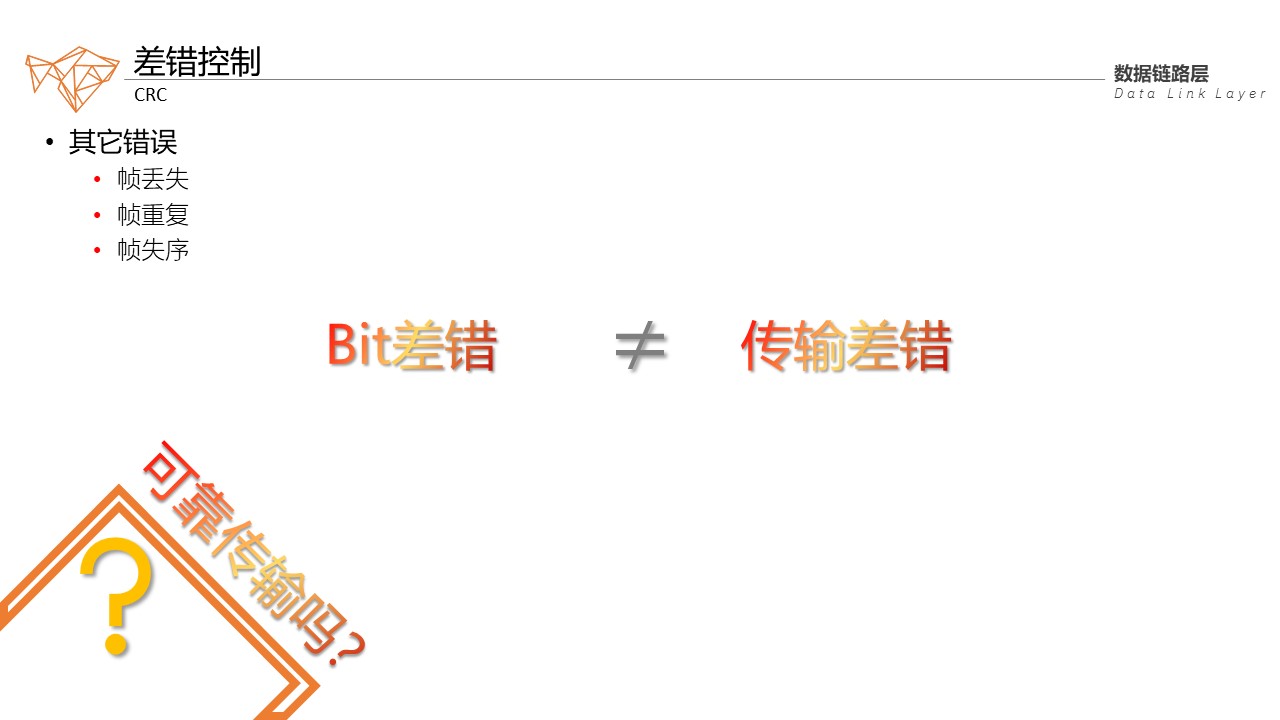 差错控制
CRC
数据链路层
Data Link Layer
• 其它错误
• 帧丢失
• 帧重复
• 帧失序
Bit差错 ≠ 传输差错
可靠传输吗?
?